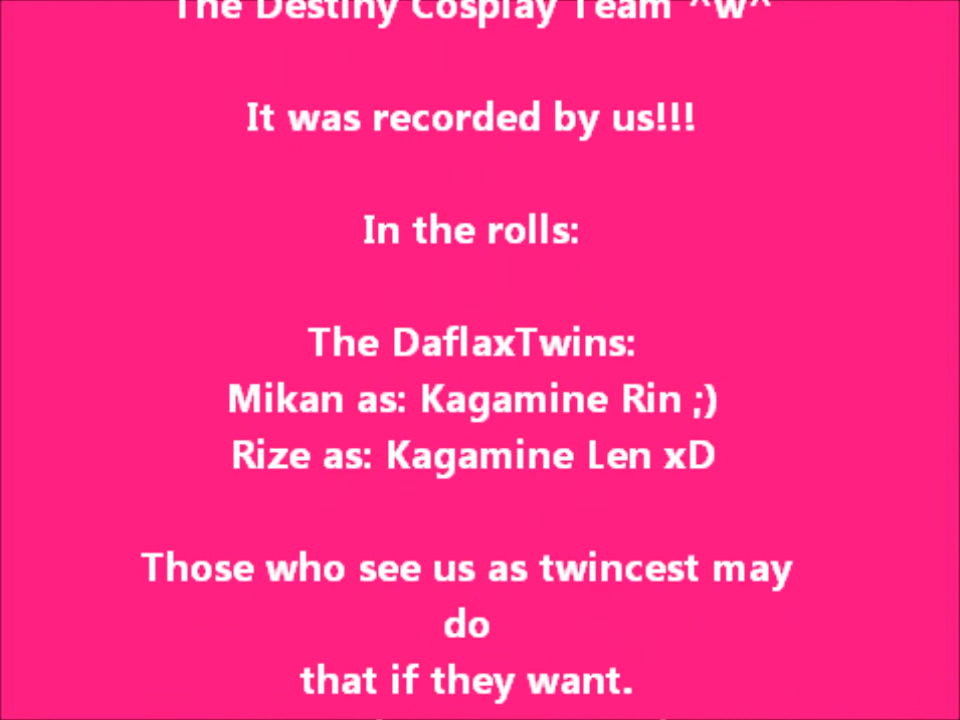 The Destiny Cosplay Team ^w^
It was recorded by us!!!
In the rolls:
The DaflaxTwins:
Mikan as: Kagamine Rin ;)
Rize as: Kagamine Len xD
Those who see us as twincest may
do
that if they want.